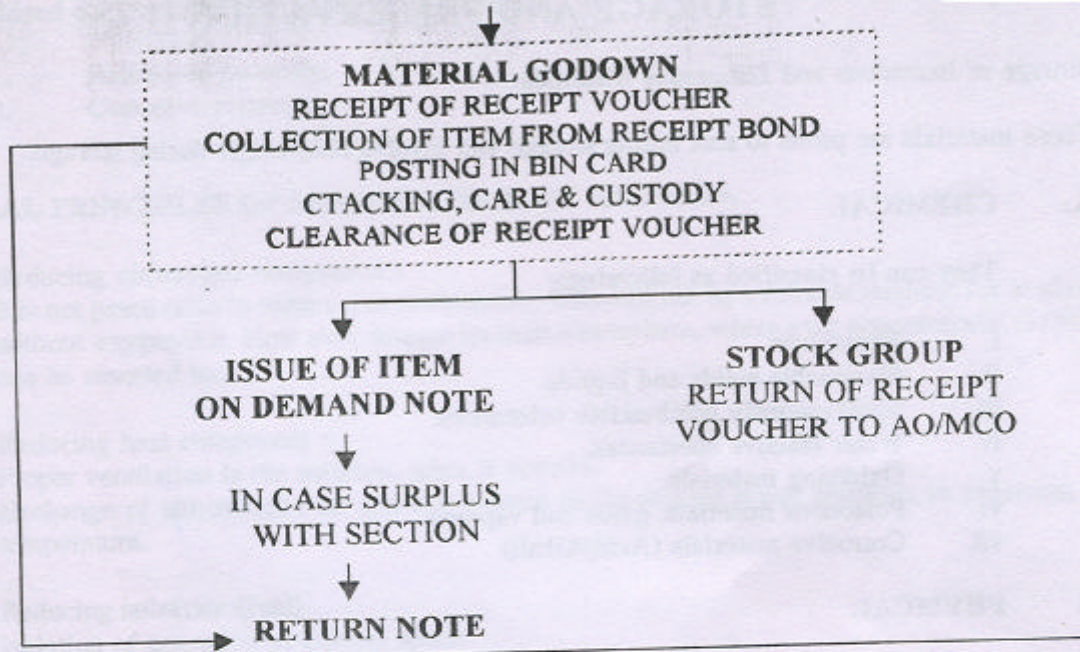 MATERIAL GODOWN
RECEIPT OF RECEIPT VOUCHER
COLLECTION OF ITEM FROM RECEIPT BOND
POSTING IN BIN CARD
CTACKING, CARE & CUSTODY
CLEARANCE OF RECEIPT VOUCHER
ISSUE OF ITEM
ON DEMAND NOTE
STOCK GROUP
RETURN OF RECEIPT
VOUCHER TO AO/MCO
IN CASE SURPLUS
WITH SECTION
RETURN NOTE